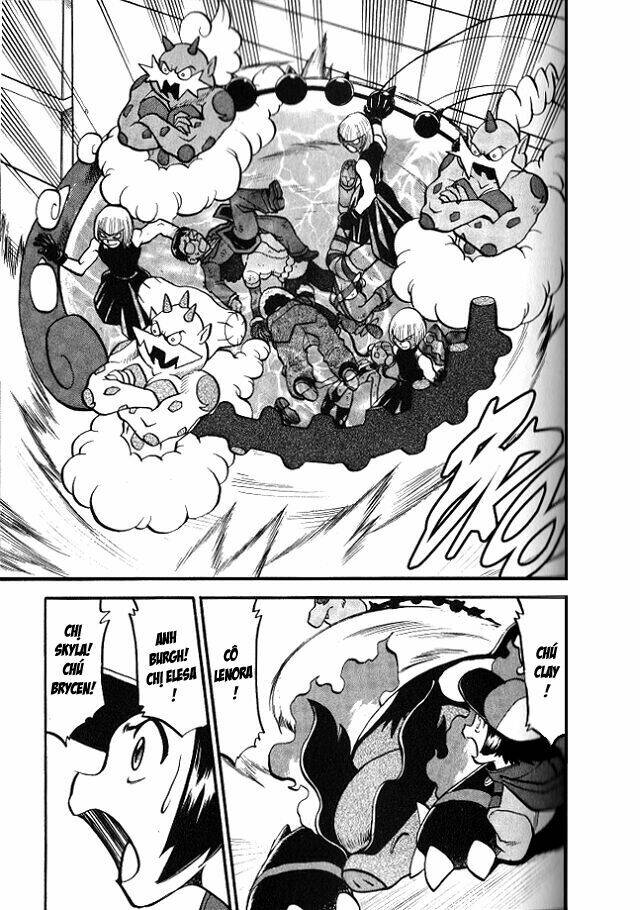 CHÚ
CLAY
!
CÔ
LENORA
!
ANH
BURGH!
CHỊ ELESA
!
CHỊ
SKYLA!
CHÚ
BRYCEN!